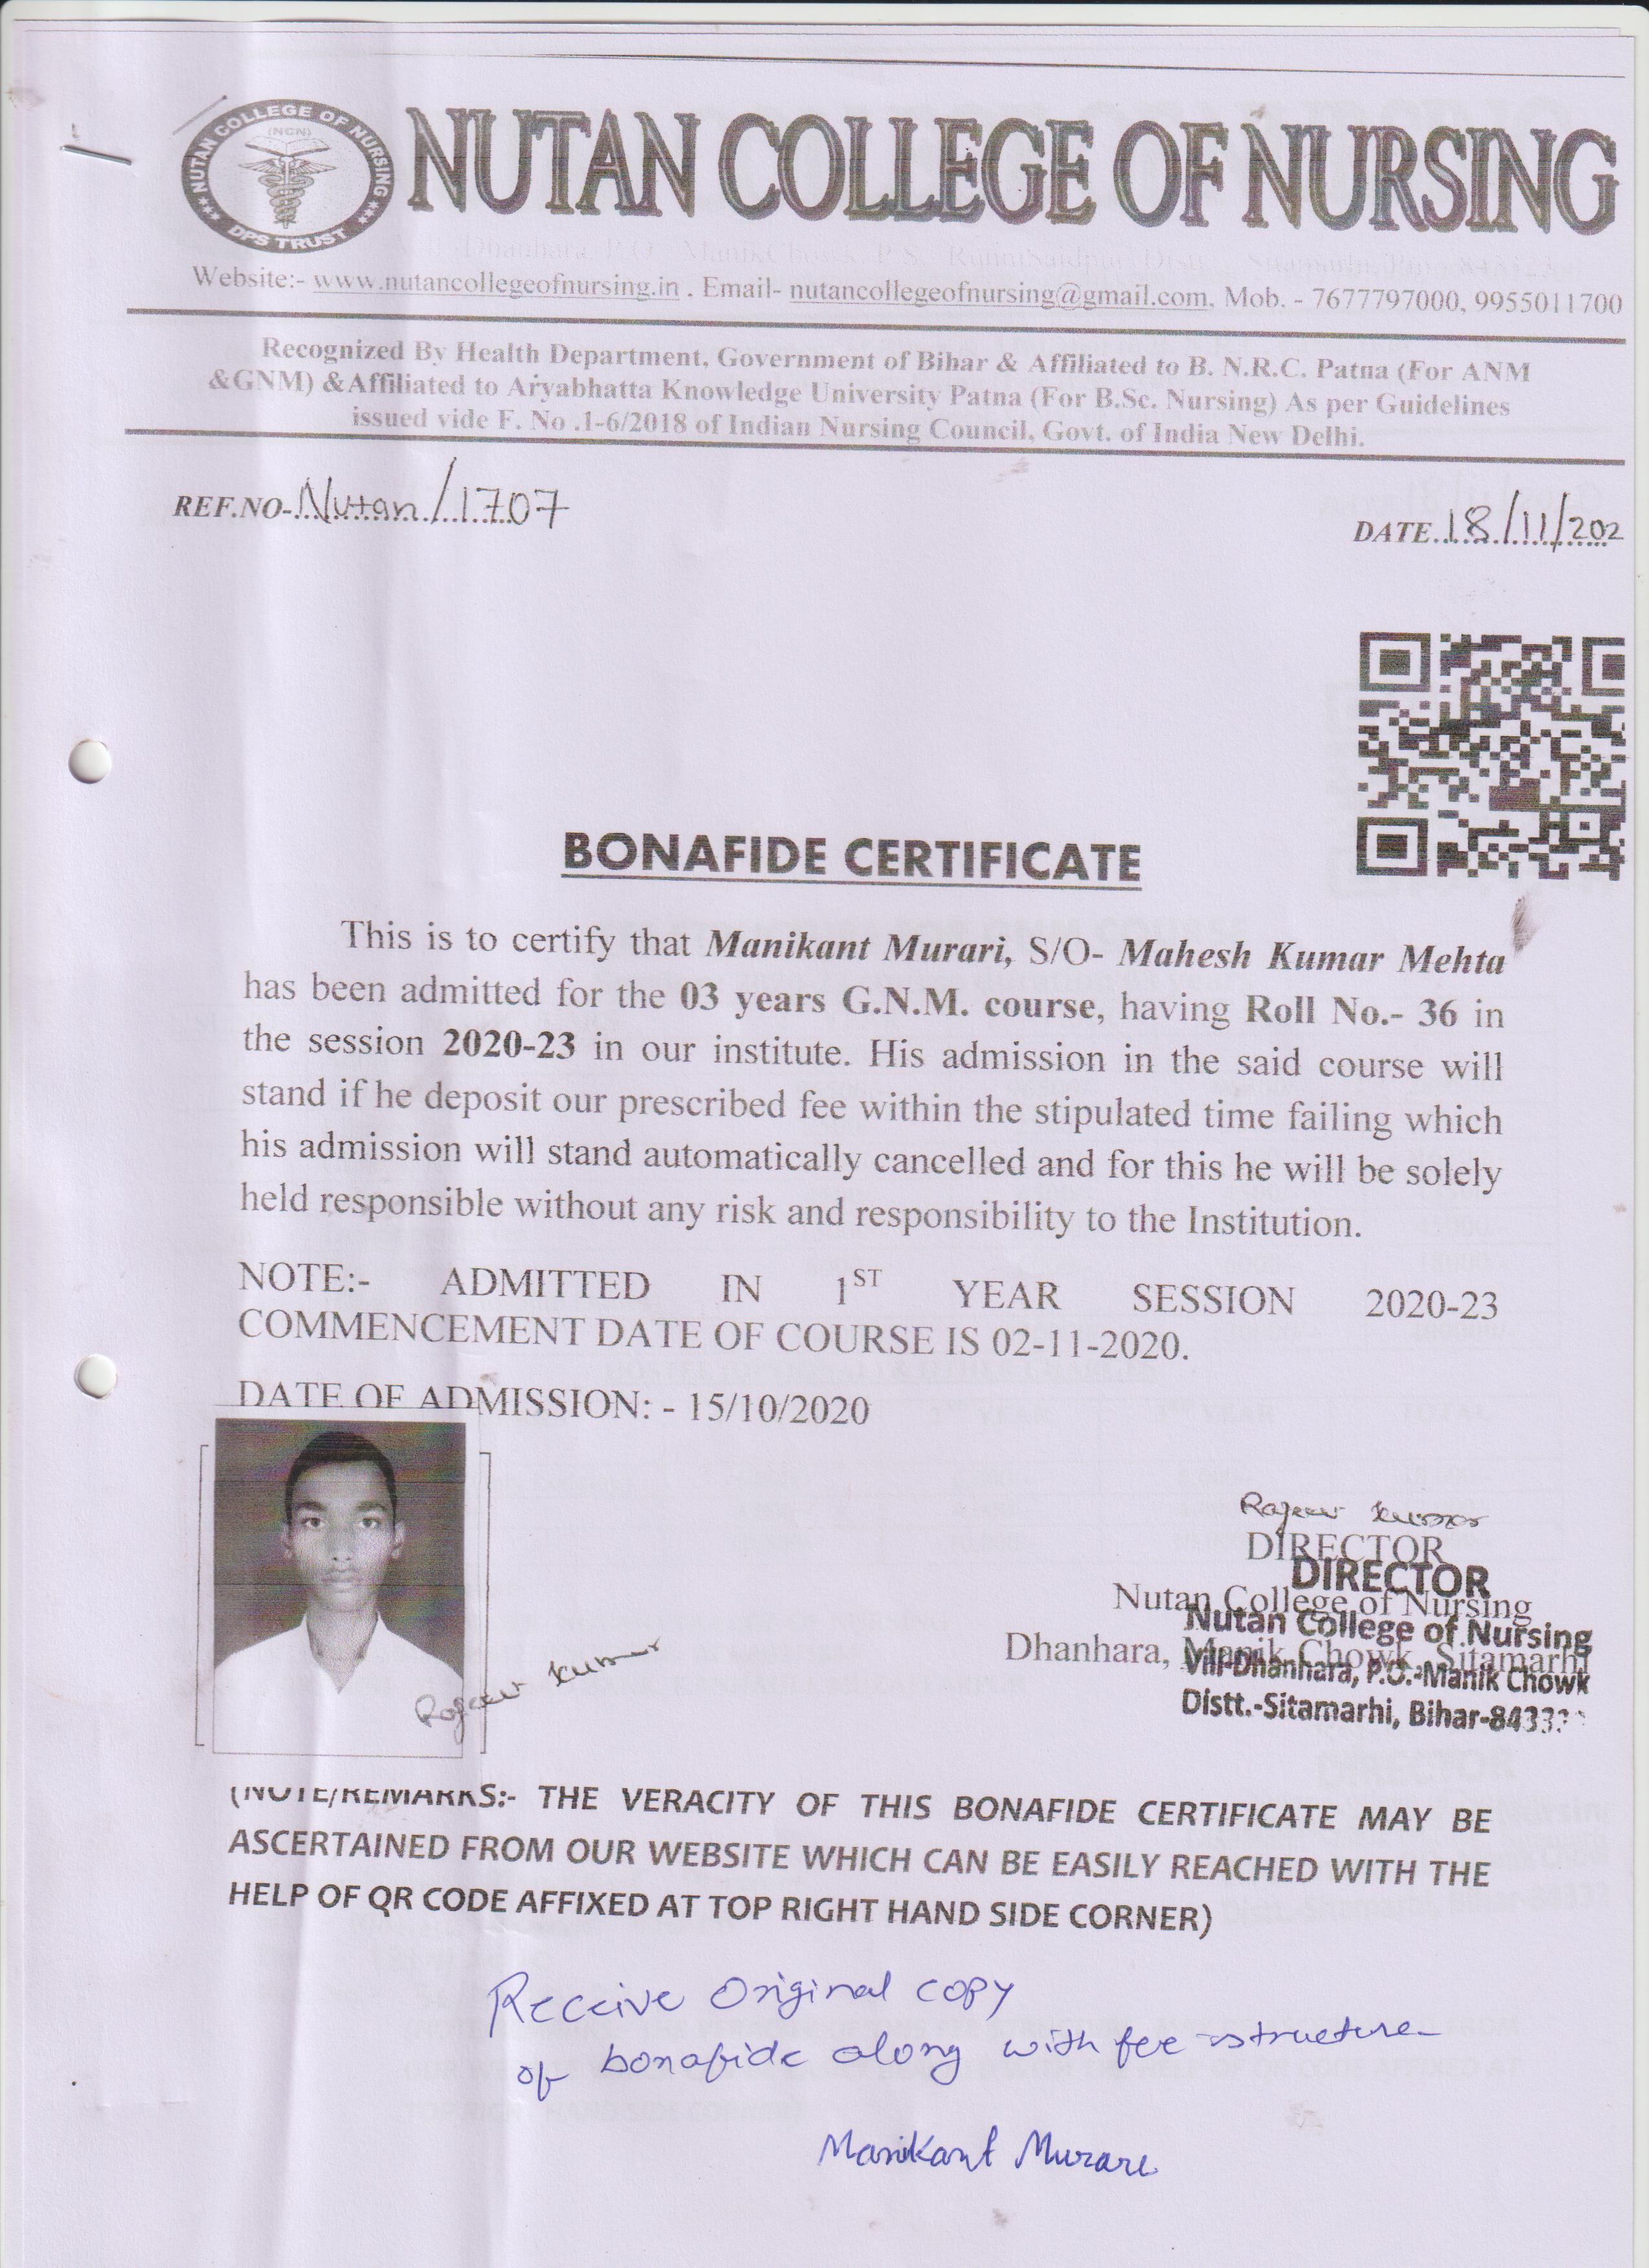 NUTAN COLLEGE OF NURSING
(NCN)
DPS TRUST
NUTAN COLLEGE OF NURSING
Vill.-Dhanhara, P.O.- ManikChowk, P.S.- RunniSaidpur, Distt.- Sitamarhi, Pin- 843323
Website:- www.nutancollegeofnursing.in . Email- nutancollegeofnursing@gmail.com, Mob. - 7677797000, 9955011700
Recognized By Health Department, Government of Bihar & Affiliated to B. N.R.C. Patna (For ANM
&GNM) &Affiliated to Aryabhatta Knowledge University Patna (For B.Sc. Nursing) As per Guidelines
issued vide F. No .1-6/2018 of Indian Nursing Council, Govt. of India New Delhi.
REF.NO-Nutan/1707
DATE 18/11/202
BONAFIDE CERTIFICATE
This is to certify that Manikant Murari, S/O- Mahesh Kumar Mehta
has been admitted for the 03 years G.N.M. course, having Roll No.- 36 in
the session 2020-23 in our institute. His admission in the said course will
stand if he deposit our prescribed fee within the stipulated time failing which
his admission will stand automatically cancelled and for this he will be solely
held responsible without any risk and responsibility to the Institution.
NOTE:- ADMITTED IN 1ST YEAR SESSION 2020-23
COMMENCEMENT DATE OF COURSE IS 02-11-2020.
DATE OF ADMISSION: - 15/10/2020
Rajeev Kumar
DIRECTOR
DIRECTOR
Nutan College of Nursing
Nutan College of Nursing
Dhanhara, Manik Chowk, Sitamarhi
Vill-Dhanhara, P.O.-Manik Chowk
Distt.-Sitamarhi, Bihar-84332
Rajeev Kumar
(NOTE/REMARKS:- THE VERACITY OF THIS BONAFIDE CERTIFICATE MAY BE
ASCERTAINED FROM OUR WEBSITE WHICH CAN BE EASILY REACHED WITH THE
HELP OF QR CODE AFFIXED AT TOP RIGHT HAND SIDE CORNER)
Receive Original copy
of bonafide along with fee structure
Manikant Murari